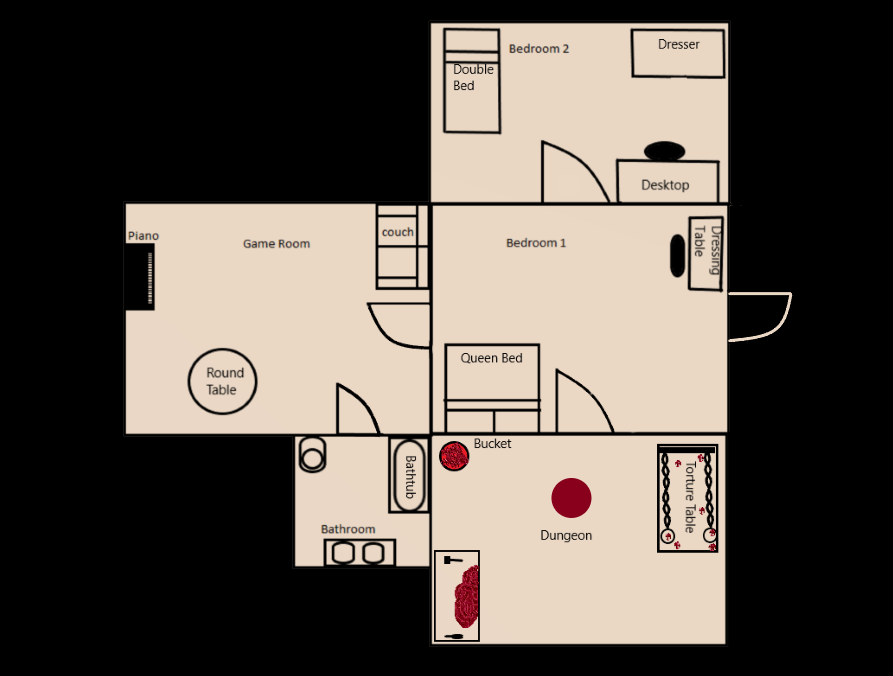 Bedroom 2
Dresser
Double
Bed
Desktop
Piano
Game Room
couch
Bedroom 1
Dressing
Table
Round
Table
Queen Bed
Bucket
Bathtub
Torture Table
Bathroom
Dungeon